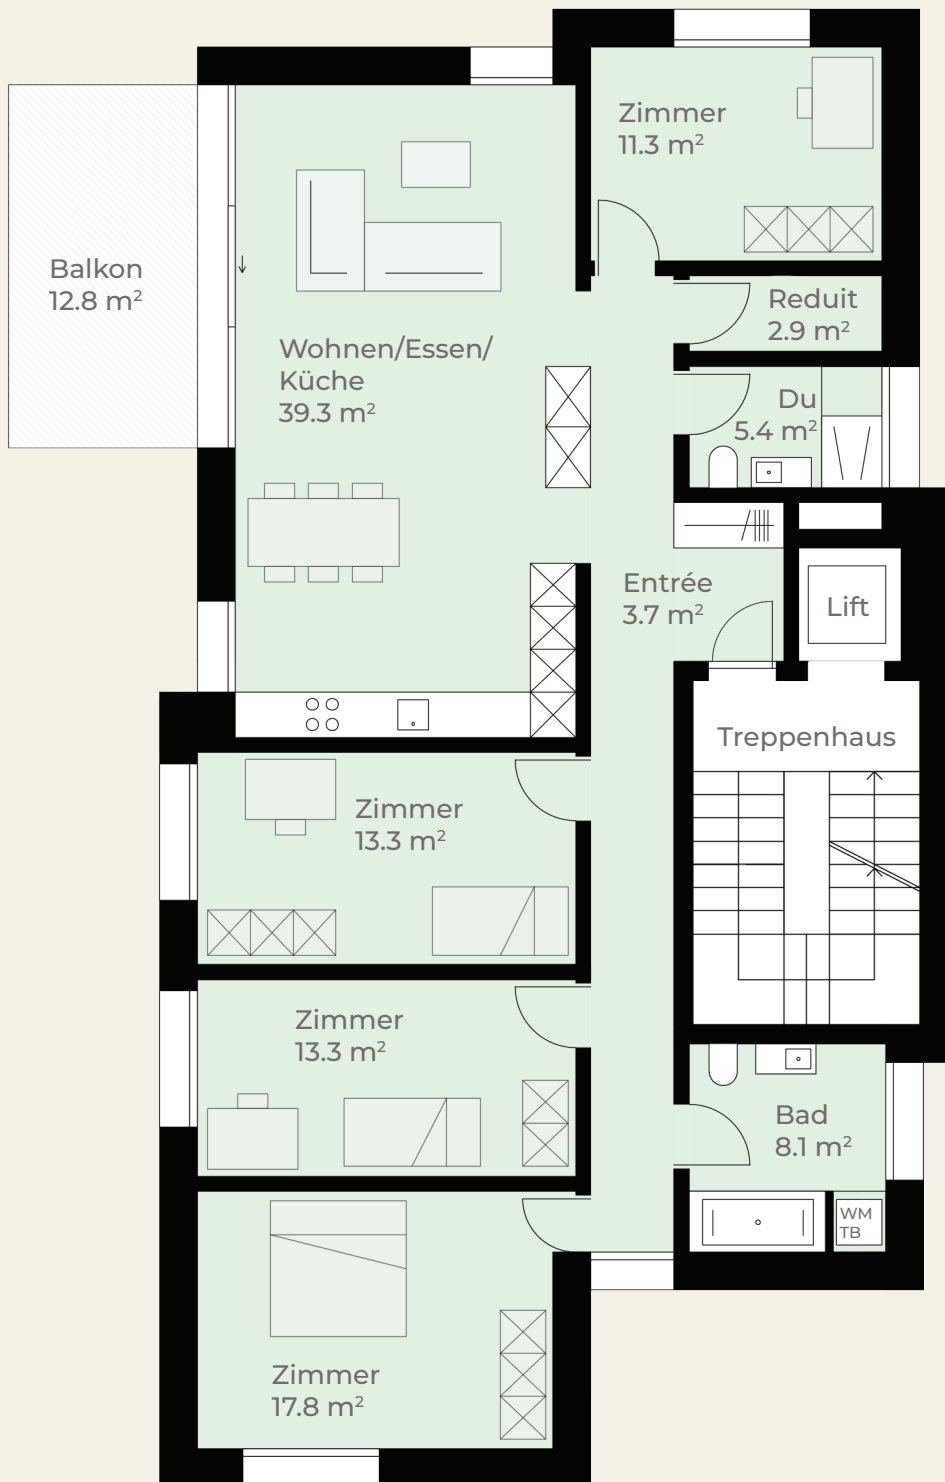 Zimmer
11.3 m²
Balkon
12.8 m²
Reduit
2.9 m²
Wohnen/Essen/
Küche
39.3 m²
Du
5.4 m²
Entrée
3.7 m²
Lift
Treppenhaus
Zimmer
13.3 m²
Zimmer
13.3 m²
Bad
8.1 m²
WM
TB
Zimmer
17.8 m²